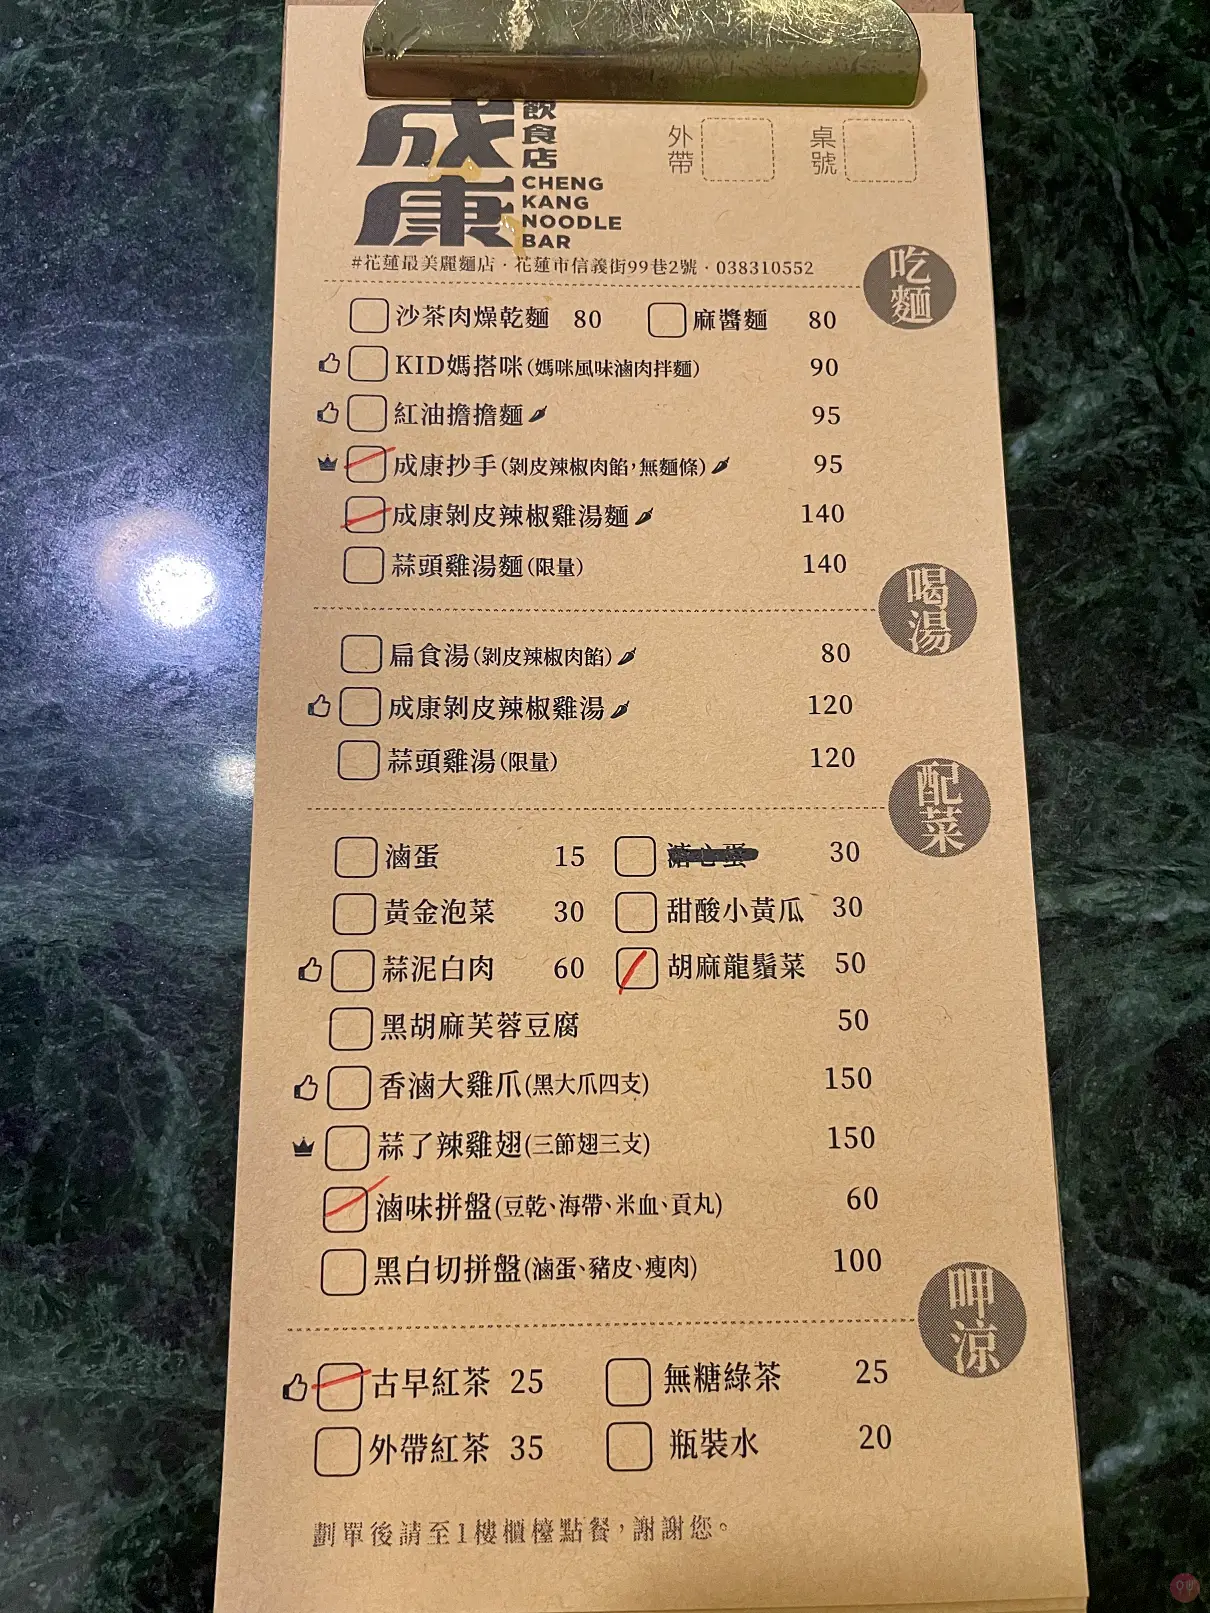 成康
飲食店
CHENG
KANG
NOODLE
BAR
外帶
桌號
#花蓮最美麗麵店·花蓮市信義街99巷2號·038310552
吃麵
沙茶肉燥乾麵 80 麻醬麵 80
KID媽搭咪(媽咪風味滷肉拌麵) 90
紅油擔擔麵 95
成康抄手(剝皮辣椒肉餡,無麵條) 95
成康剝皮辣椒雞湯麵 140
蒜頭雞湯麵(限量) 140
喝湯
扁食湯(剝皮辣椒肉餡) 80
成康剝皮辣椒雞湯 120
蒜頭雞湯(限量) 120
配菜
滷蛋 15 糖心蛋 30
黃金泡菜 30 甜酸小黃瓜 30
蒜泥白肉 60 胡麻龍鬚菜 50
黑胡麻芙蓉豆腐 50
香滷大雞爪(黑大爪四支) 150
蒜了辣雞翅(三節翅三支) 150
滷味拼盤(豆乾、海帶、米血、貢丸) 60
黑白切拼盤(滷蛋、豬皮、瘦肉) 100
呷涼
古早紅茶 25 無糖綠茶 25
外帶紅茶 35 瓶裝水 20
劃單後請至1樓櫃檯點餐,謝謝您。